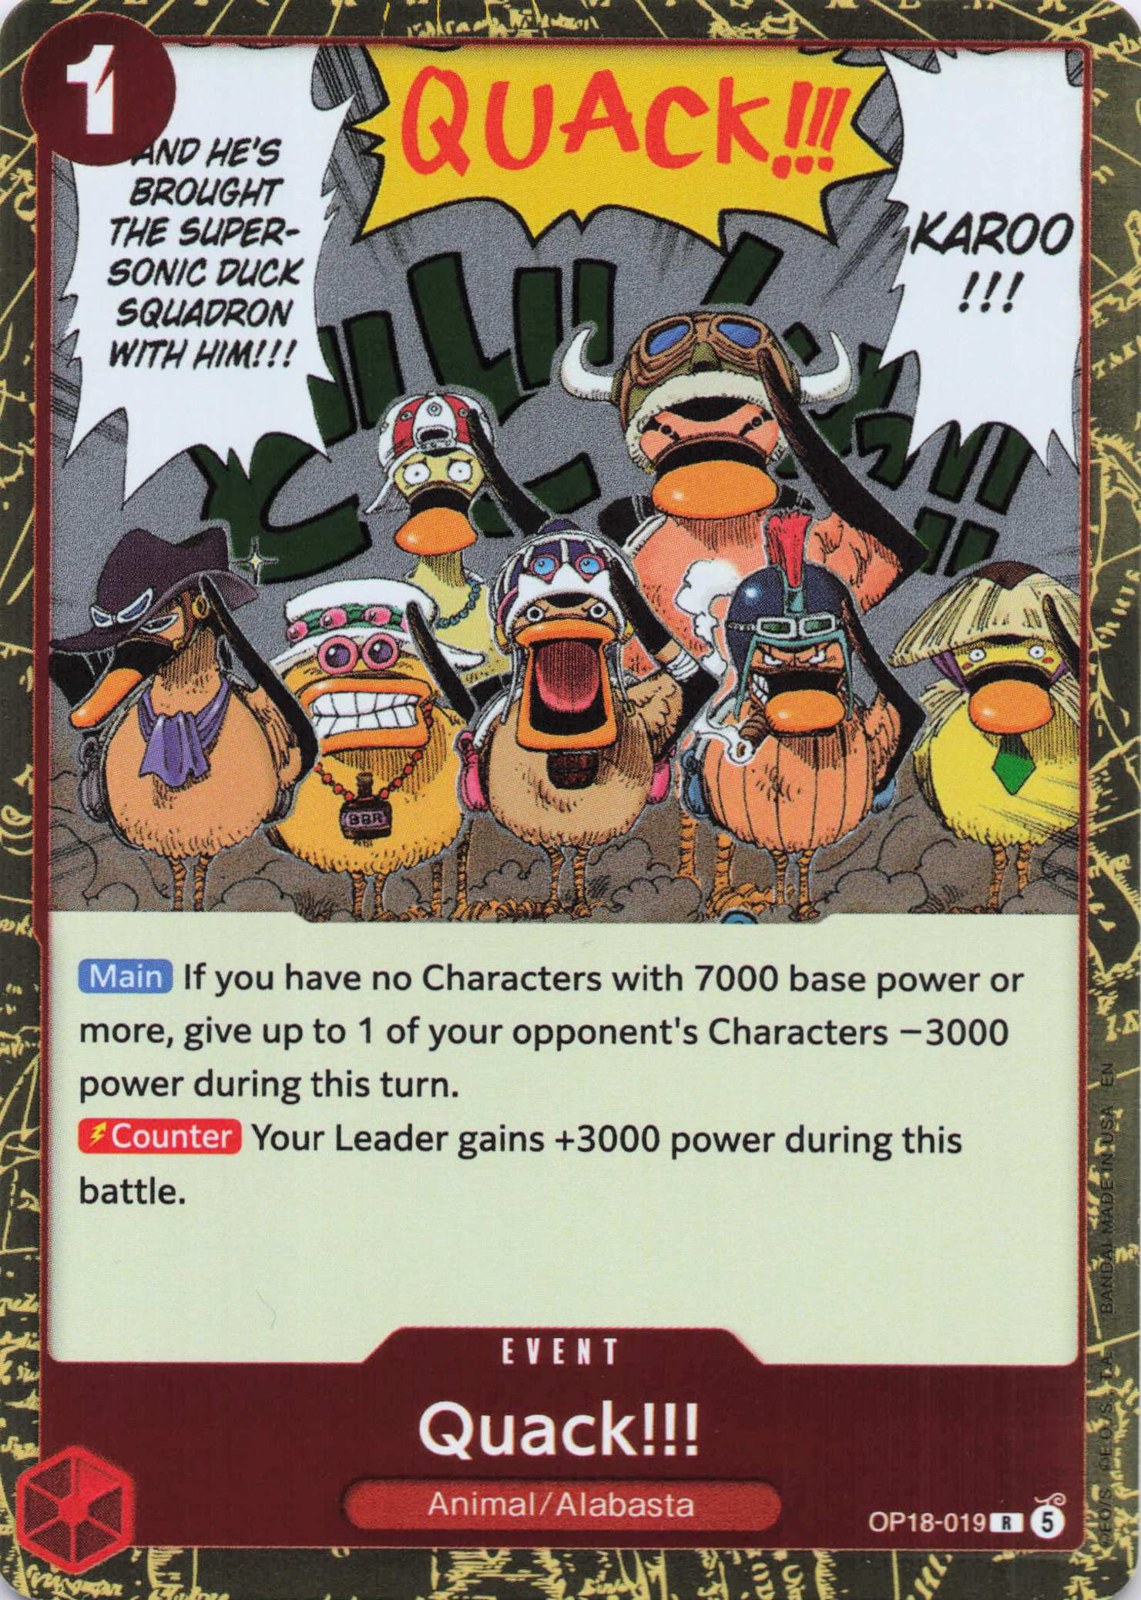 1
AND HE'S
BROUGHT
THE SUPER-
SONIC DUCK
SQUADRON
WITH HIM!!!
QUACK!!!
KAROO
!!!
BBR
Main If you have no Characters with 7000 base power or
more, give up to 1 of your opponent's Characters −3000
power during this turn.
Counter Your Leader gains +3000 power during this
battle.
EVENT
Quack!!!
Animal/Alabasta
OP18-019 R 5
BANDAI MADE IN USA EN